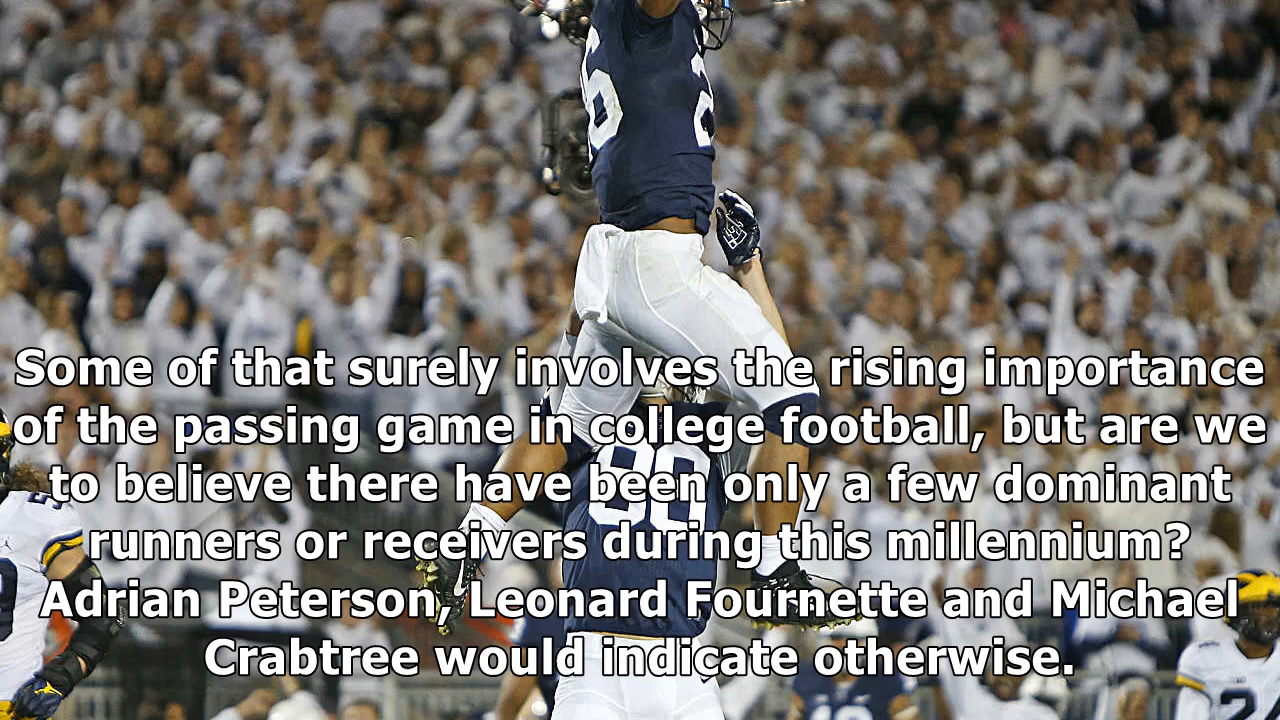 26
Some of that surely involves the rising importance
of the passing game in college football, but are we
to believe there have been only a few dominant
runners or receivers during this millennium?
Adrian Peterson, Leonard Fournette and Michael
Crabtree would indicate otherwise.
88